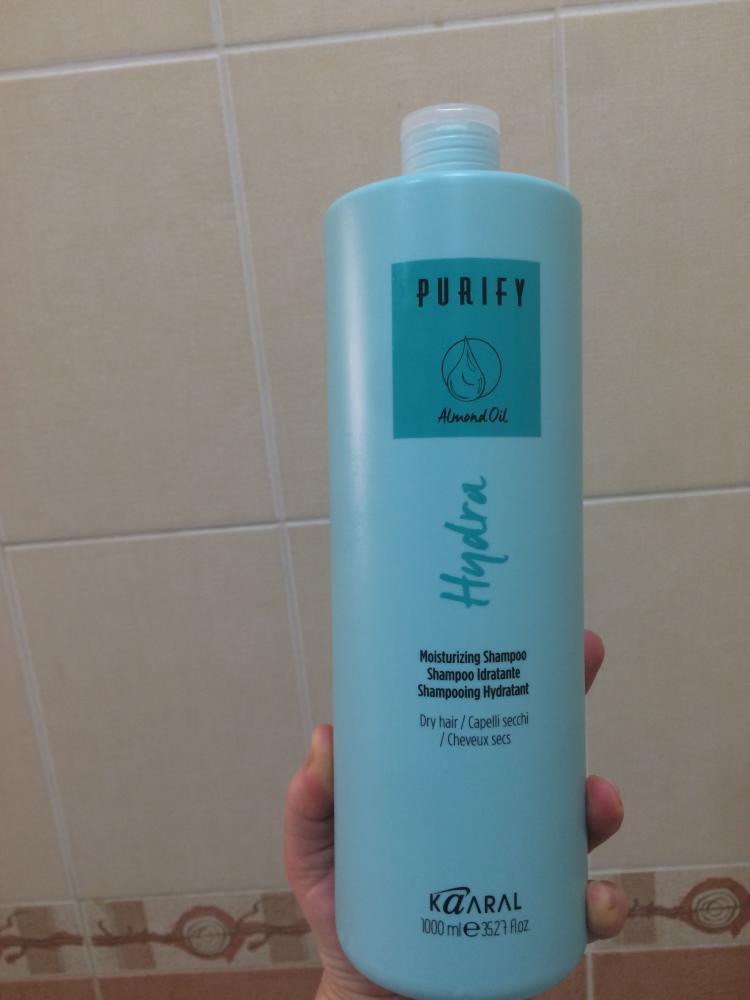 PURIFY
Almond Oil
Hydra
Moisturizing Shampoo
Shampoo Idratante
Shampooing Hydratant
Dry hair / Capelli secchi
/ Cheveux secs
KAARAL
1000 ml e 35.27 fl.oz.